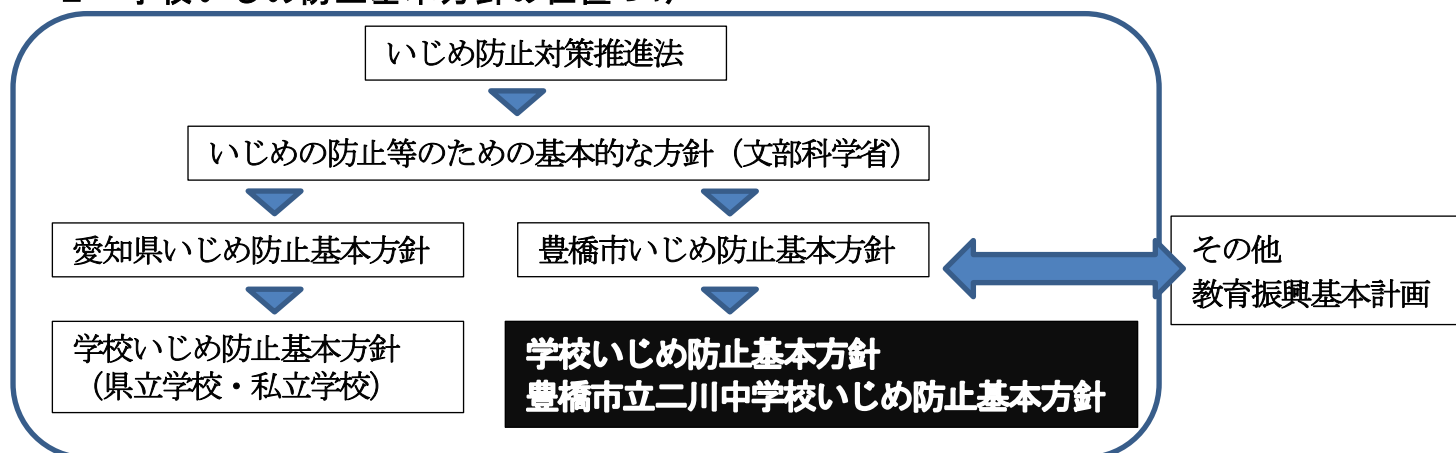 いじめ防止対策推進法
いじめの防止等のための基本的な方針（文部科学省）
愛知県いじめ防止基本方針
豊橋市いじめ防止基本方針
その他
教育振興基本計画
学校いじめ防止基本方針
（県立学校・私立学校）
学校いじめ防止基本方針
豊橋市立二川中学校いじめ防止基本方針